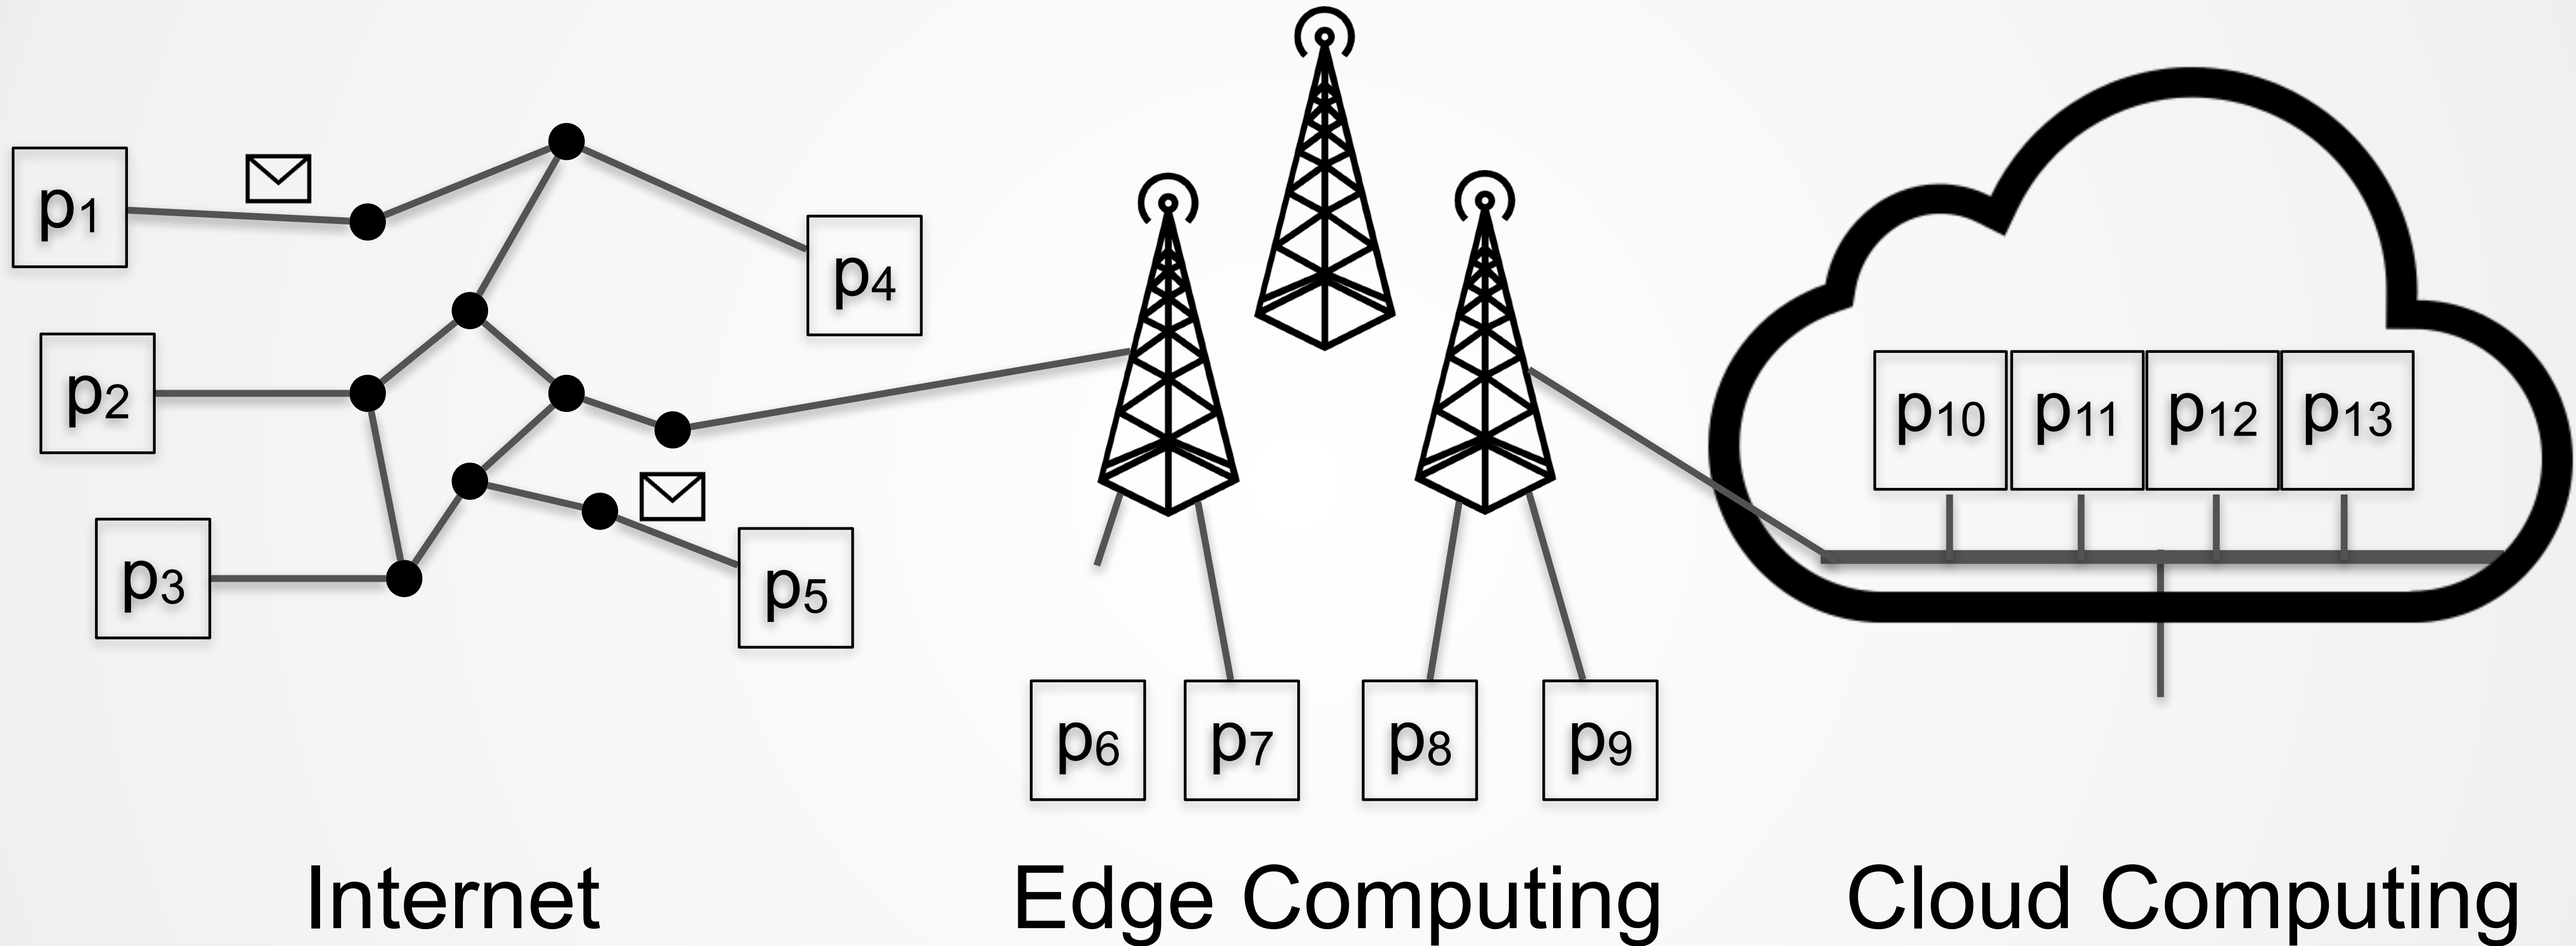 p1
p2
p3
p4
p5
p6
p7
p8
p9
p10
p11
p12
p13
Internet
Edge Computing
Cloud Computing